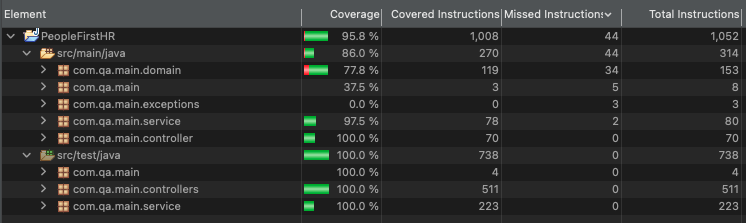 Element Coverage Covered Instructions Missed Instructions Total Instructions
PeopleFirstHR 95.8 % 1,008 44 1,052
src/main/java 86.0 % 270 44 314
com.qa.main.domain 77.8 % 119 34 153
com.qa.main 37.5 % 3 5 8
com.qa.main.exceptions 0.0 % 0 3 3
com.qa.main.service 97.5 % 78 2 80
com.qa.main.controller 100.0 % 70 0 70
src/test/java 100.0 % 738 0 738
com.qa.main 100.0 % 4 0 4
com.qa.main.controllers 100.0 % 511 0 511
com.qa.main.service 100.0 % 223 0 223